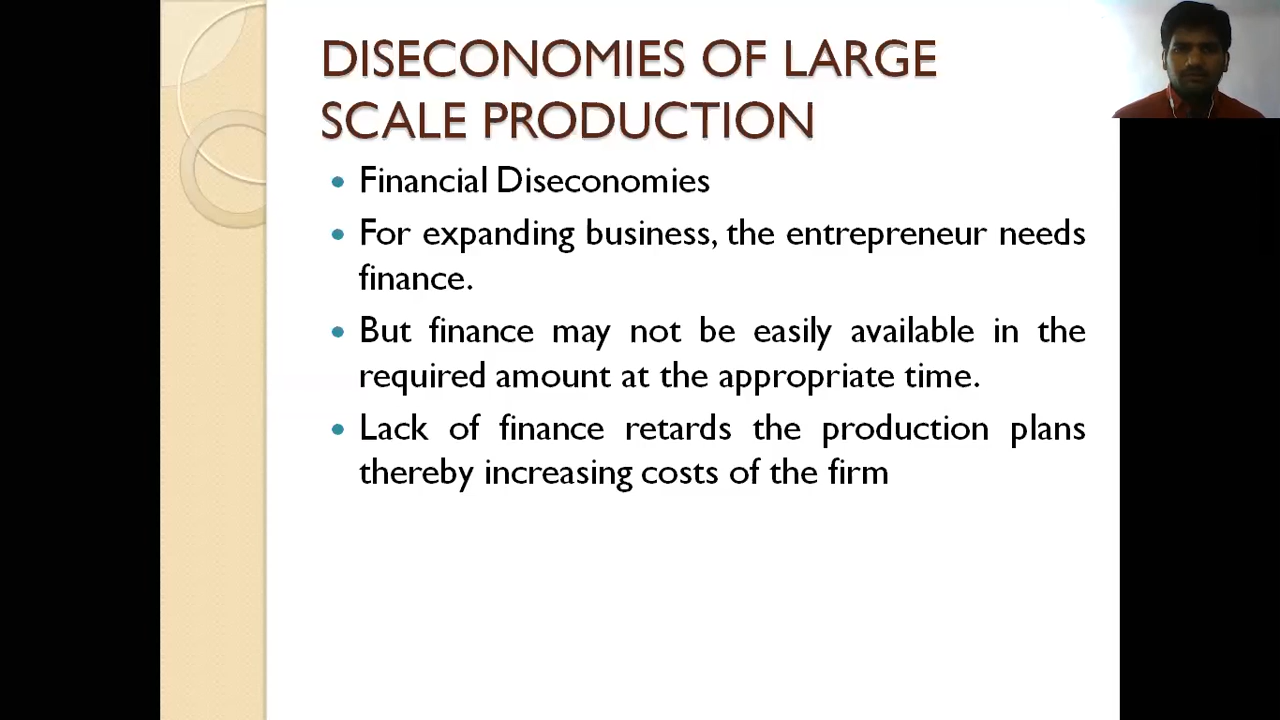 DISECONOMIES OF LARGE
SCALE PRODUCTION
• Financial Diseconomies
• For expanding business, the entrepreneur needs
finance.
• But finance may not be easily available in the
required amount at the appropriate time.
• Lack of finance retards the production plans
thereby increasing costs of the firm